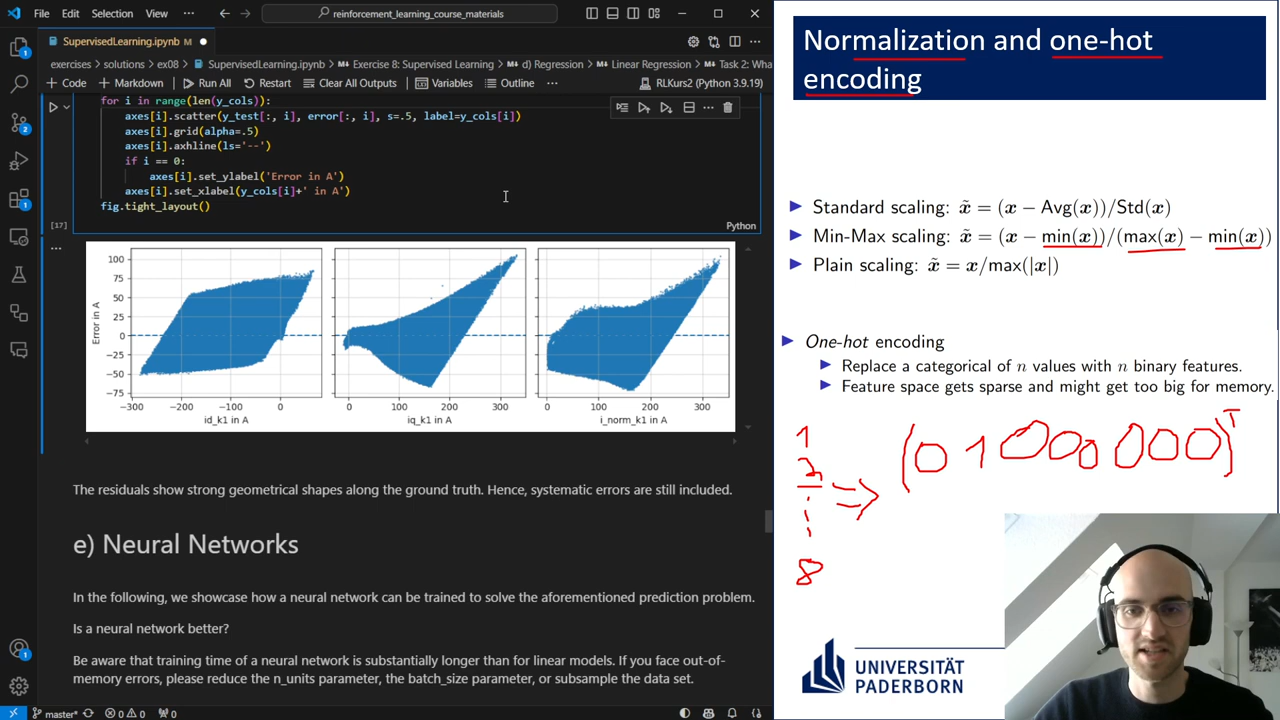 File Edit Selection View ···
reinforcement_learning_course_materials
SupervisedLearning.ipynb M
exercises > solutions > ex08 > SupervisedLearning.ipynb > Exercise 8: Supervised Learning > d) Regression > Linear Regression > Task 2: Wha
+ Code + Markdown Run All Restart Clear All Outputs Variables Outline ···
RLKurs2 (Python 3.9.19)
for i in range(len(y_cols)):
axes[i].scatter(y_test[:, i], error[:, i], s=.5, label=y_cols[i])
axes[i].grid(alpha=.5)
axes[i].axhline(ls='--')
if i == 0:
axes[i].set_ylabel('Error in A')
axes[i].set_xlabel(y_cols[i]+' in A')
fig.tight_layout()
[17]
Python
100
75
50
25
0
−25
−50
−75
Error in A
−300 −200 −100 0
id_k1 in A
0 100 200 300
iq_k1 in A
0 100 200 300
i_norm_k1 in A
The residuals show strong geometrical shapes along the ground truth. Hence, systematic errors are still included.
e) Neural Networks
In the following, we showcase how a neural network can be trained to solve the aforementioned prediction problem.
Is a neural network better?
Be aware that training time of a neural network is substantially longer than for linear models. If you face out-of-
memory errors, please reduce the n_units parameter, the batch_size parameter, or subsample the data set.
1
2
1
master* 0 0 0
Normalization and one-hot
encoding
Standard scaling: x̃ = (x − Avg(x))/Std(x)
Min-Max scaling: x̃ = (x − min(x))/(max(x) − min(x))
Plain scaling: x̃ = x/max(|x|)
One-hot encoding
Replace a categorical of n values with n binary features.
Feature space gets sparse and might get too big for memory.
1
2
⋮
8
⇒ (0 1 0 0 0 0 0 0)ᵀ
UNIVERSITÄT
PADERBORN